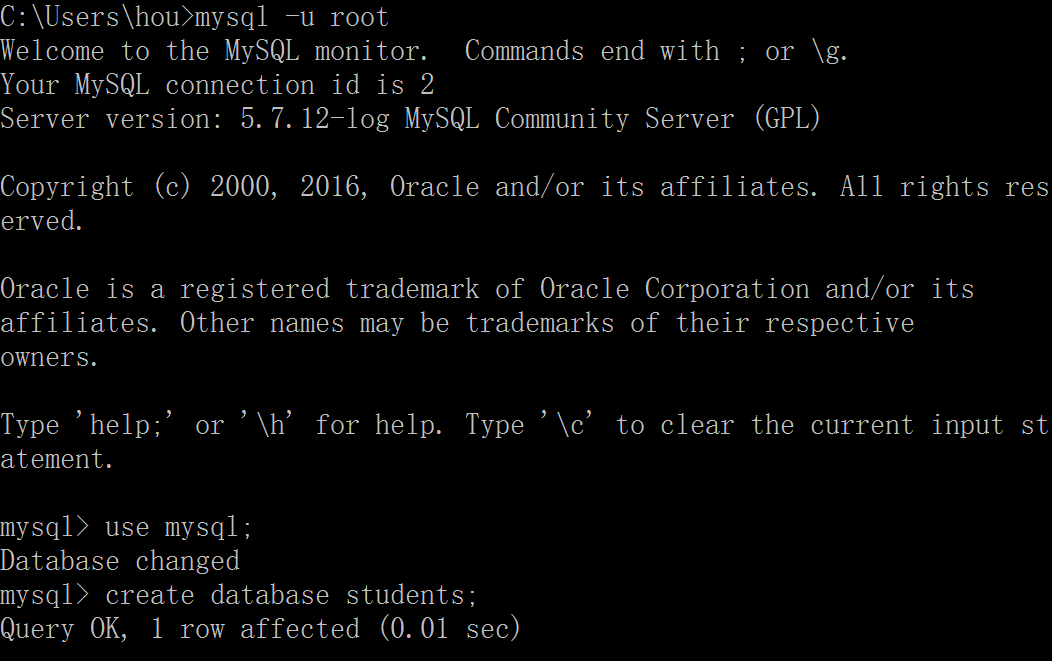 C:\Users\hou>mysql -u root
Welcome to the MySQL monitor.  Commands end with ; or \g.
Your MySQL connection id is 2
Server version: 5.7.12-log MySQL Community Server (GPL)
Copyright (c) 2000, 2016, Oracle and/or its affiliates. All rights res
erved.
Oracle is a registered trademark of Oracle Corporation and/or its
affiliates. Other names may be trademarks of their respective
owners.
Type 'help;' or '\h' for help. Type '\c' to clear the current input st
atement.
mysql> use mysql;
Database changed
mysql> create database students;
Query OK, 1 row affected (0.01 sec)